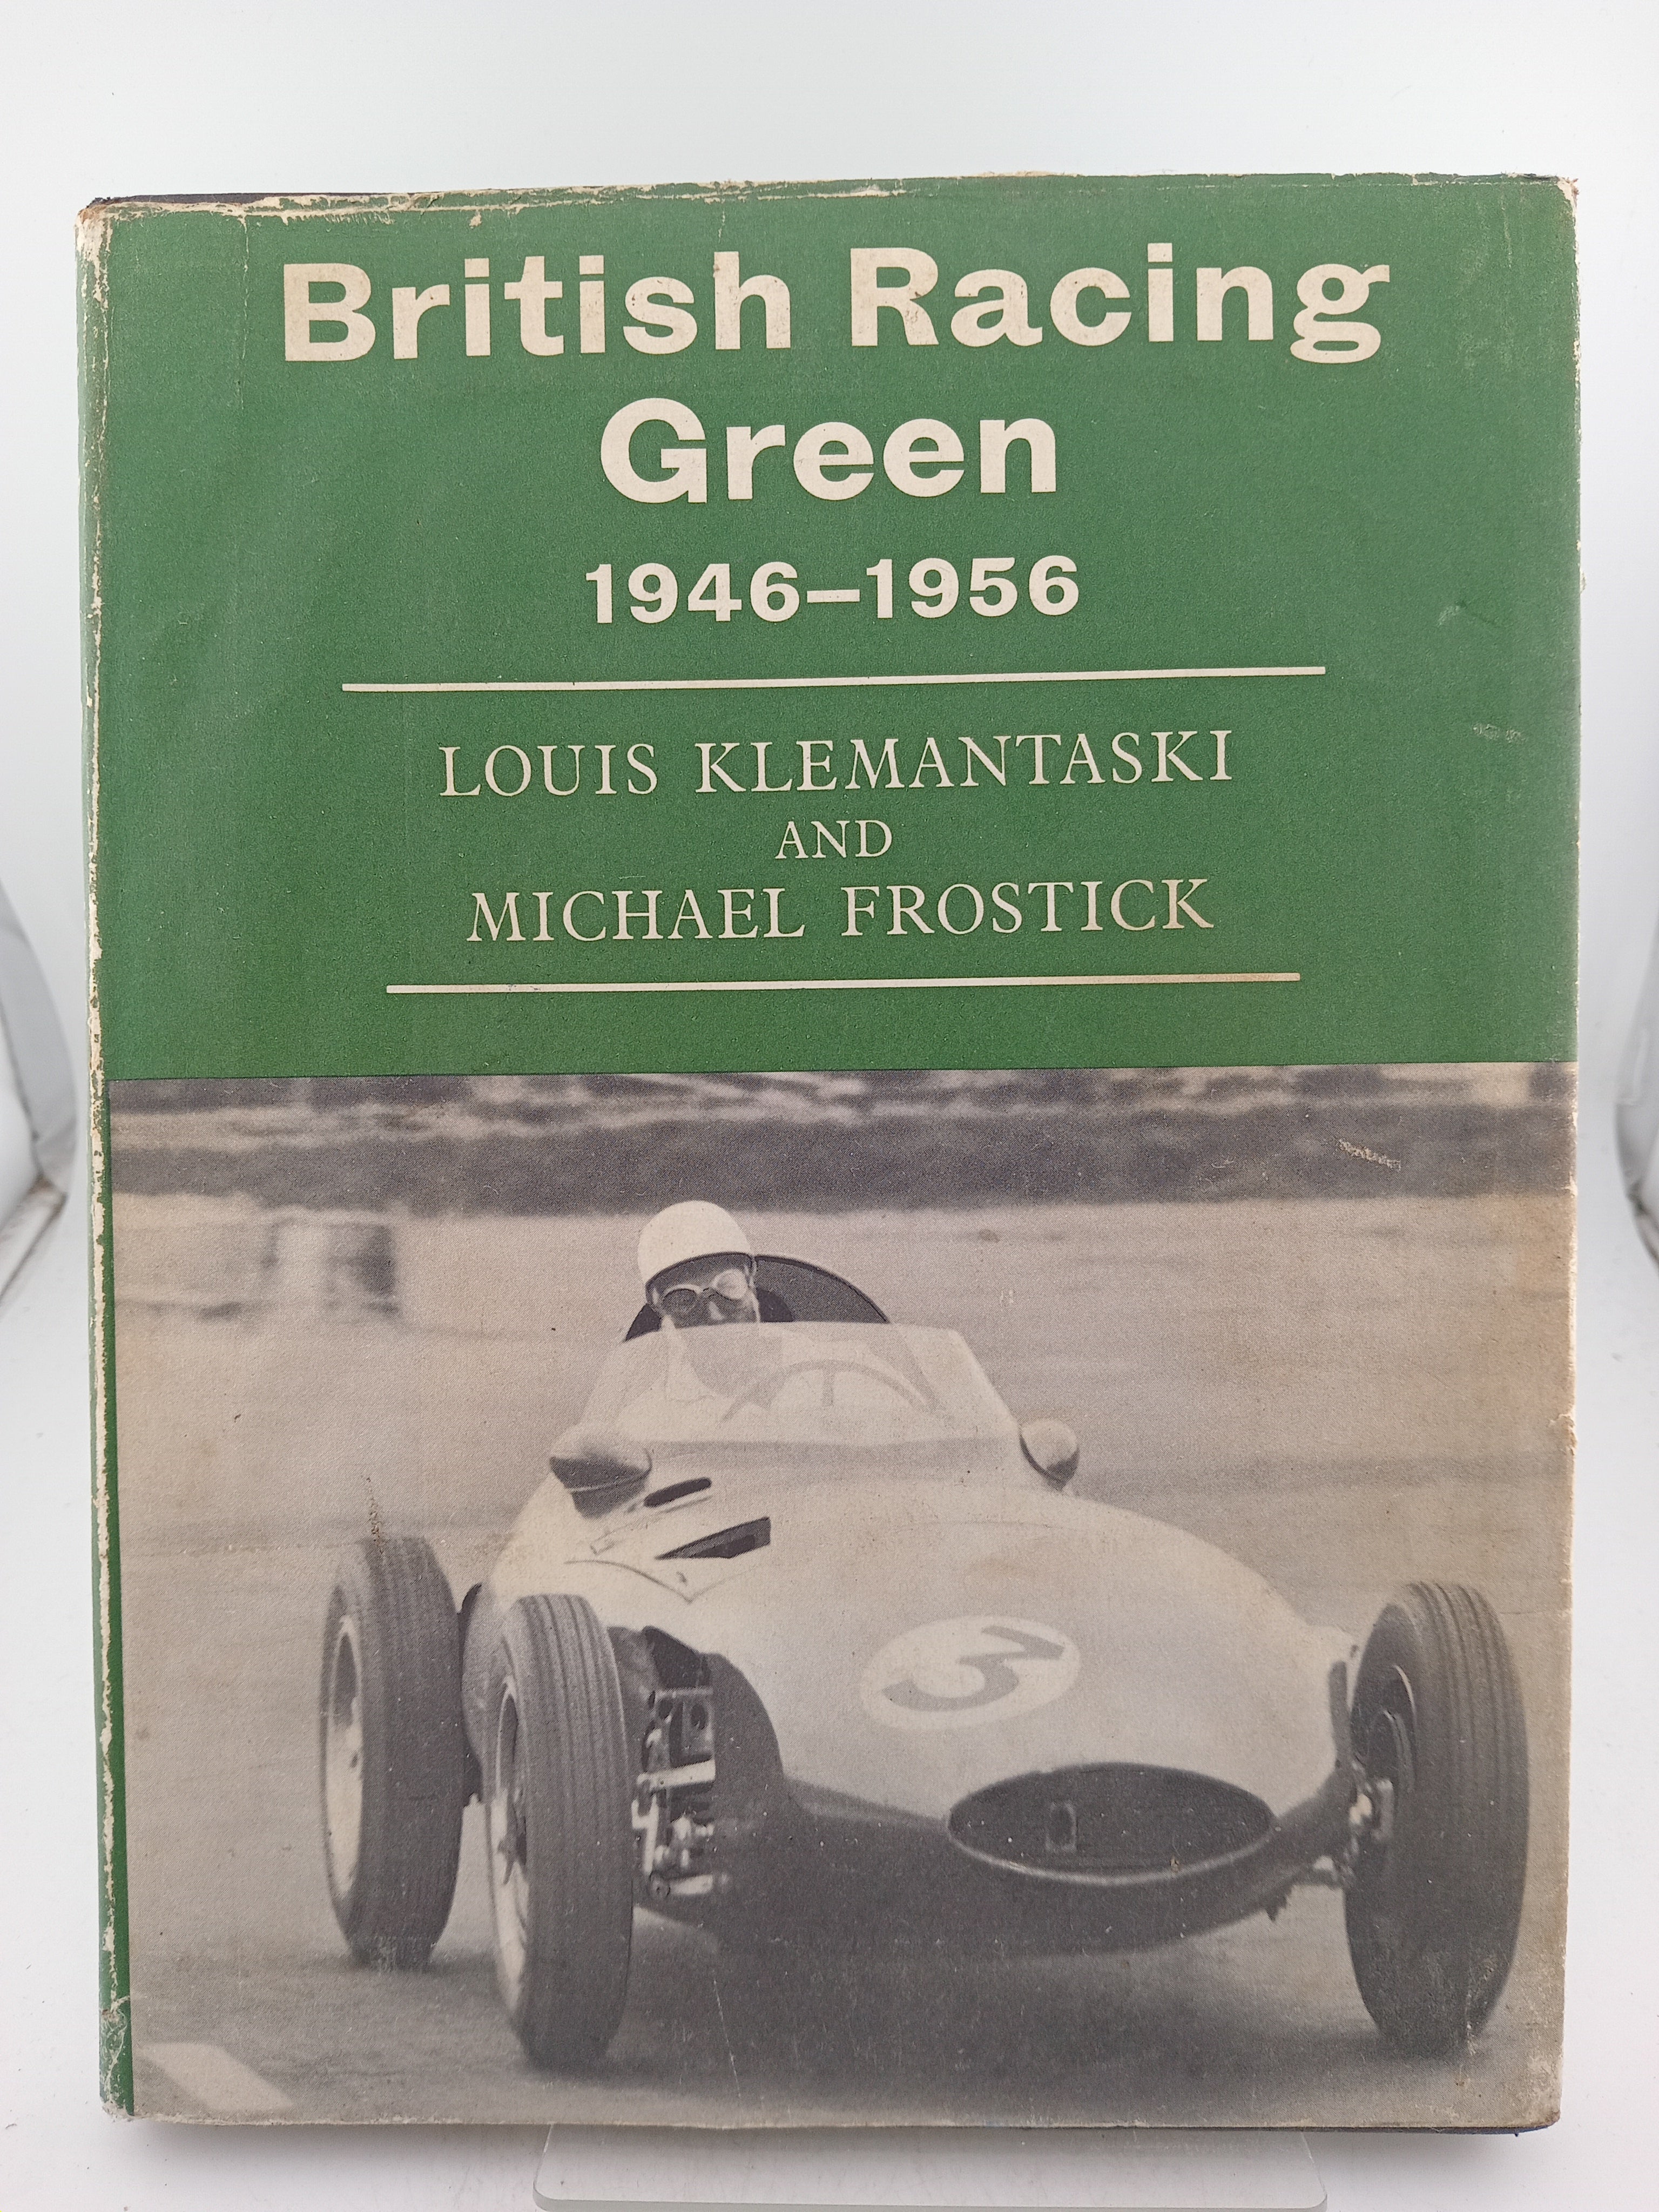 British Racing
Green
1946–1956
LOUIS KLEMANTASKI
AND
MICHAEL FROSTICK
3